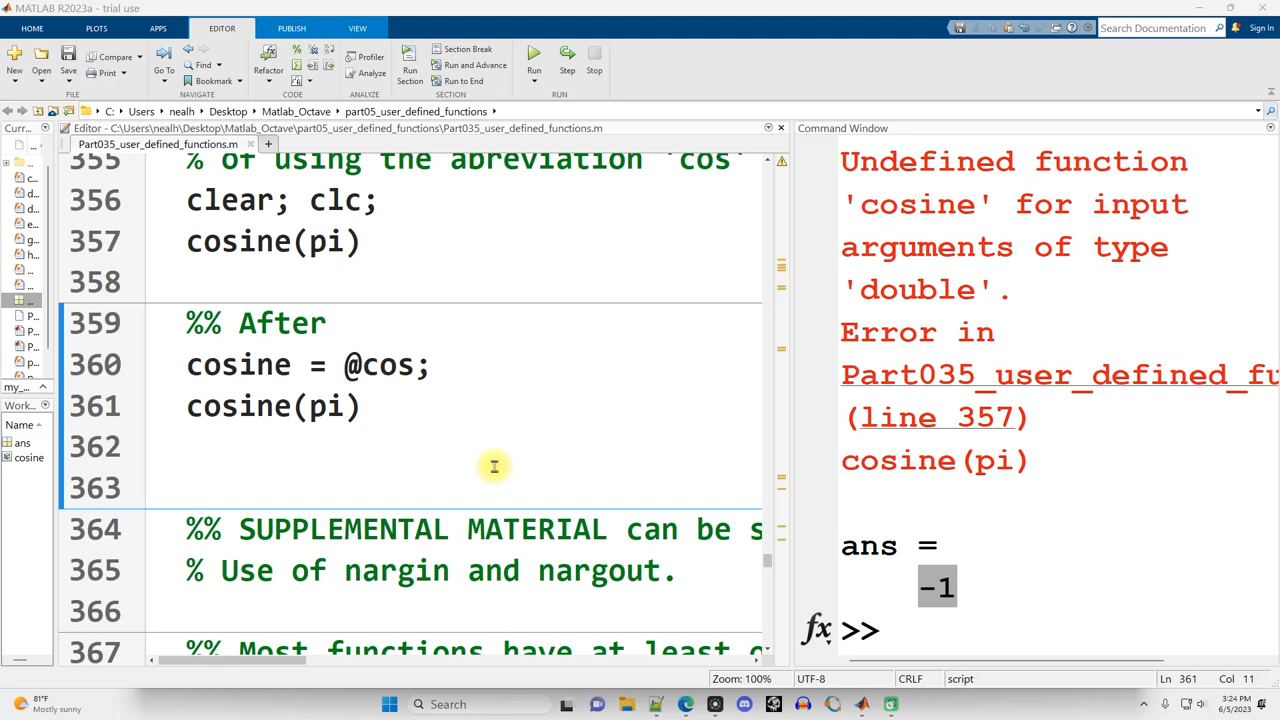 MATLAB R2023a - trial use
HOME PLOTS APPS EDITOR PUBLISH VIEW Search Documentation Sign In
New Open Save Compare Print Go To Find Bookmark Refactor Profiler Analyze Run Section Section Break Run and Advance Run to End Run Step Stop
FILE NAVIGATE CODE ANALYZE SECTION RUN
C: Users nealh Desktop Matlab_Octave part05_user_defined_functions
Curr... Editor - C:\Users\nealh\Desktop\Matlab_Octave\part05_user_defined_functions\Part035_user_defined_functions.m Command Window
Part035_user_defined_functions.m +
355 % of using the abreviation 'cos'
356 clear; clc;
357 cosine(pi)
358
359 %% After
360 cosine = @cos;
361 cosine(pi)
362
363
364 %% SUPPLEMENTAL MATERIAL can be s
365 % Use of nargin and nargout.
366
367 %% Most functions have at least o
my_...
Work...
Name
ans
cosine
Undefined function
'cosine' for input
arguments of type
'double'.
Error in
Part035_user_defined_fu
(line 357)
cosine(pi)
ans =
-1
fx >>
Zoom: 100% UTF-8 CRLF script Ln 361 Col 11
81°F
Mostly sunny
Search
3:24 PM
6/5/2023